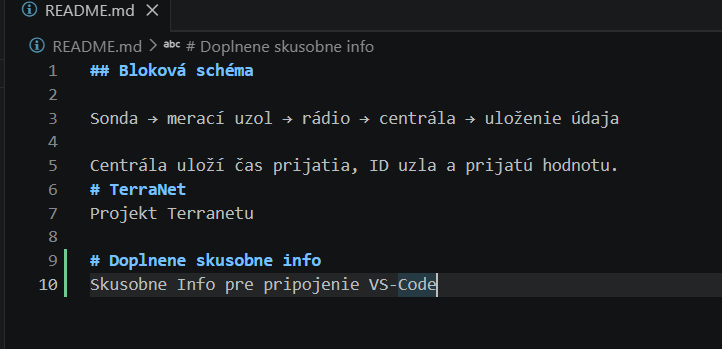 README.md
README.md > # Doplnene skusobne info
1 ## Bloková schéma
2
3 Sonda → merací uzol → rádio → centrála → uloženie údaja
4
5 Centrála uloží čas prijatia, ID uzla a prijatú hodnotu.
6 # TerraNet
7 Projekt Terranetu
8
9 # Doplnene skusobne info
10 Skusobne Info pre pripojenie VS-Code